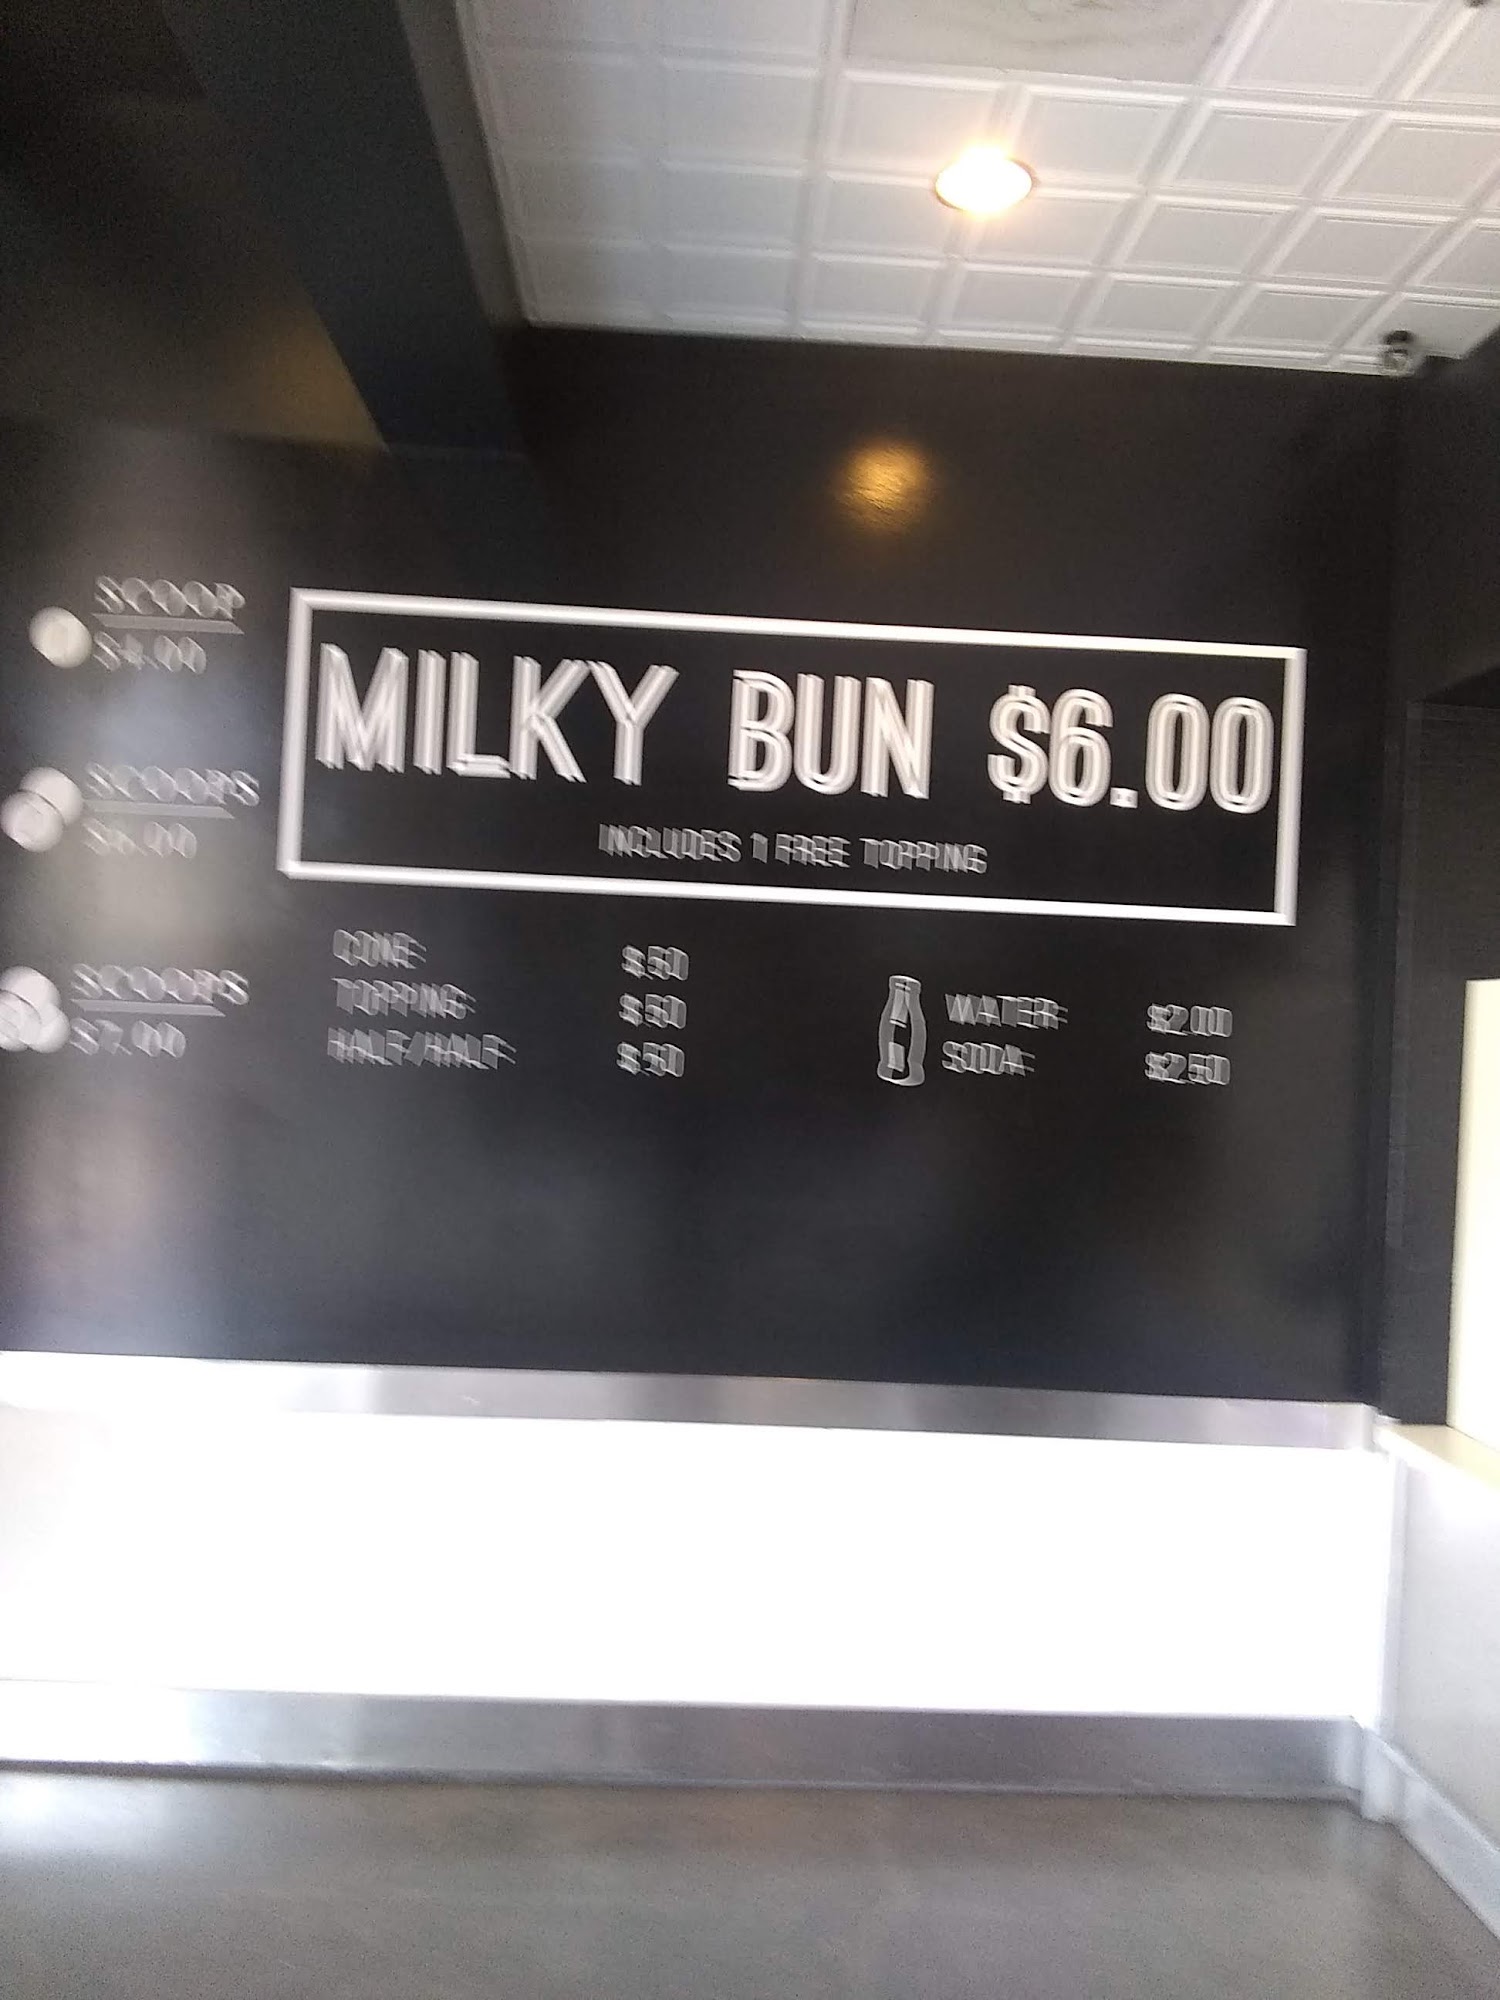 SCOOP
$4.00
SCOOPS
$6.00
SCOOPS
$7.00
MILKY BUN $6.00
INCLUDES 1 FREE TOPPING
CONE $.50
TOPPING $.50
HALF/HALF $.50
WATER $2.00
SODA $2.50